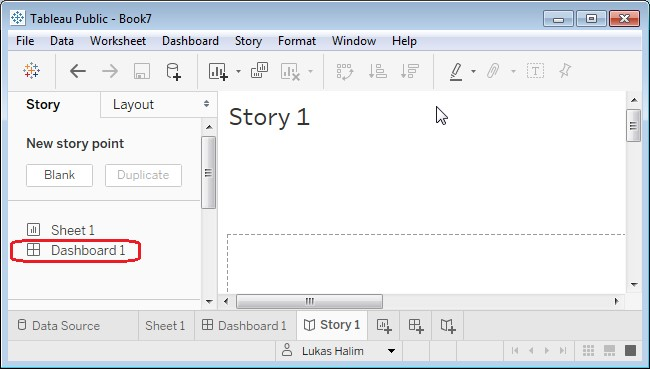 Tableau Public - Book7
File Data Worksheet Dashboard Story Format Window Help
Story Layout
Story 1
New story point
Blank Duplicate
Sheet 1
Dashboard 1
Data Source Sheet 1 Dashboard 1 Story 1
Lukas Halim